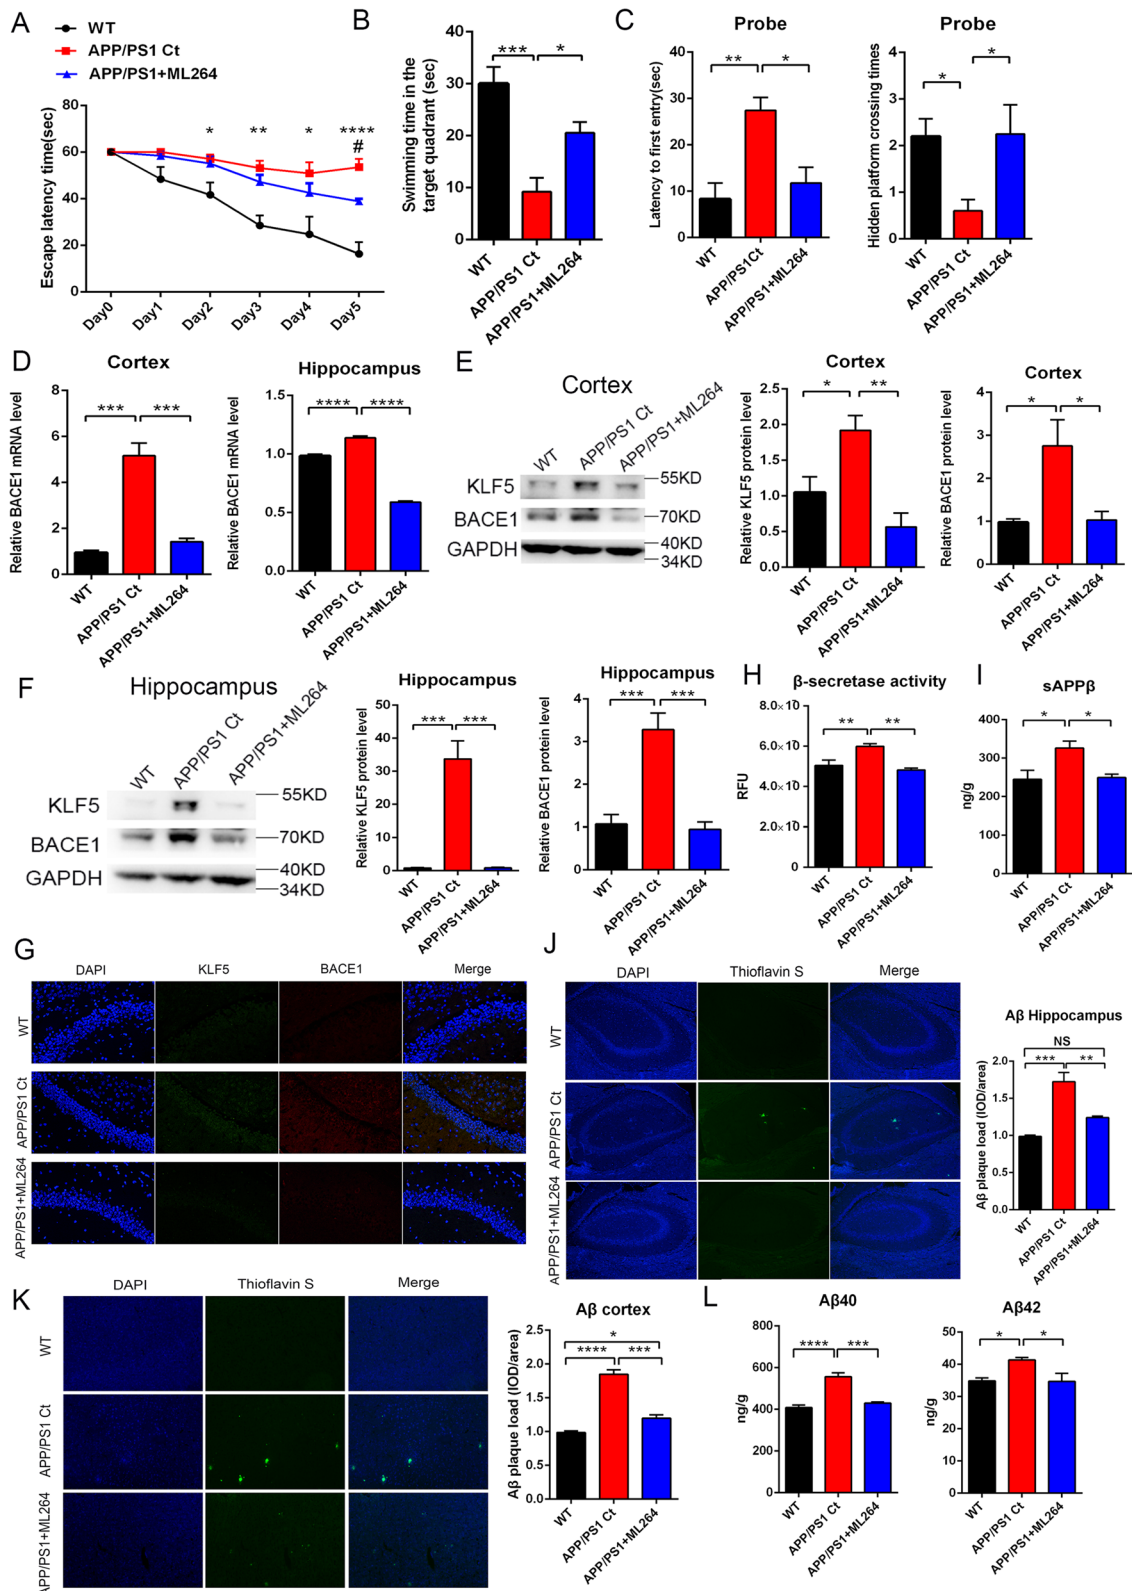 A
WT
APP/PS1 Ct
APP/PS1+ML264
Escape latency time(sec)
80
60
40
20
0
* ** * ****
#
Day0 Day1 Day2 Day3 Day4 Day5
B
Swimming time in the
target quadrant (sec)
40
30
20
10
0
*** *
WT APP/PS1 Ct APP/PS1+ML264
C
Probe
Latency to first entry(sec)
40
30
20
10
0
** *
WT APP/PS1Ct APP/PS1+ML264
Probe
Hidden platform crossing times
4
3
2
1
0
* *
WT APP/PS1 Ct APP/PS1+ML264
D
Cortex
Relative BACE1 mRNA level
8
6
4
2
0
*** ***
WT APP/PS1 Ct APP/PS1+ML264
Hippocampus
Relative BACE1 mRNA level
1.5
1.0
0.5
0.0
**** ****
WT APP/PS1 Ct APP/PS1+ML264
E
Cortex
WT APP/PS1 Ct APP/PS1+ML264
KLF5 55KD
BACE1 70KD
GAPDH 40KD
34KD
Cortex
Relative KLF5 protein level
2.0
1.5
1.0
0.5
0.0
* **
WT APP/PS1 Ct APP/PS1+ML264
Cortex
Relative BACE1 protein level
4
3
2
1
0
* *
WT APP/PS1 Ct APP/PS1+ML264
F
Hippocampus
WT APP/PS1 Ct APP/PS1+ML264
KLF5 55KD
BACE1 70KD
GAPDH 40KD
34KD
Hippocampus
Relative KLF5 protein level
50
40
30
20
10
0
*** ***
WT APP/PS1 Ct APP/PS1+ML264
Hippocampus
Relative BACE1 protein level
4
3
2
1
0
*** ***
WT APP/PS1 Ct APP/PS1+ML264
H
β-secretase activity
RFU
0
** **
WT APP/PS1 Ct APP/PS1+ML264
I
sAPPβ
ng/g
400
300
200
100
0
* *
WT APP/PS1 Ct APP/PS1+ML264
G
DAPI KLF5 BACE1 Merge
WT
APP/PS1 Ct
APP/PS1+ML264
J
DAPI Thioflavin S Merge
WT
APP/PS1 Ct
APP/PS1+ML264
Aβ Hippocampus
Aβ plaque load (IOD/area)
2.0
1.5
1.0
0.5
0.0
NS
*** **
WT APP/PS1 Ct APP/PS1+ML264
K
DAPI Thioflavin S Merge
WT
APP/PS1 Ct
APP/PS1+ML264
Aβ cortex
Aβ plaque load (IOD/area)
2.5
2.0
1.5
1.0
0.5
0.0
*
**** ***
WT APP/PS1 Ct APP/PS1+ML264
L
Aβ40
ng/g
800
600
400
200
0
**** ***
WT APP/PS1 Ct APP/PS1+ML264
Aβ42
ng/g
50
40
30
20
10
0
* *
WT APP/PS1 Ct APP/PS1+ML264